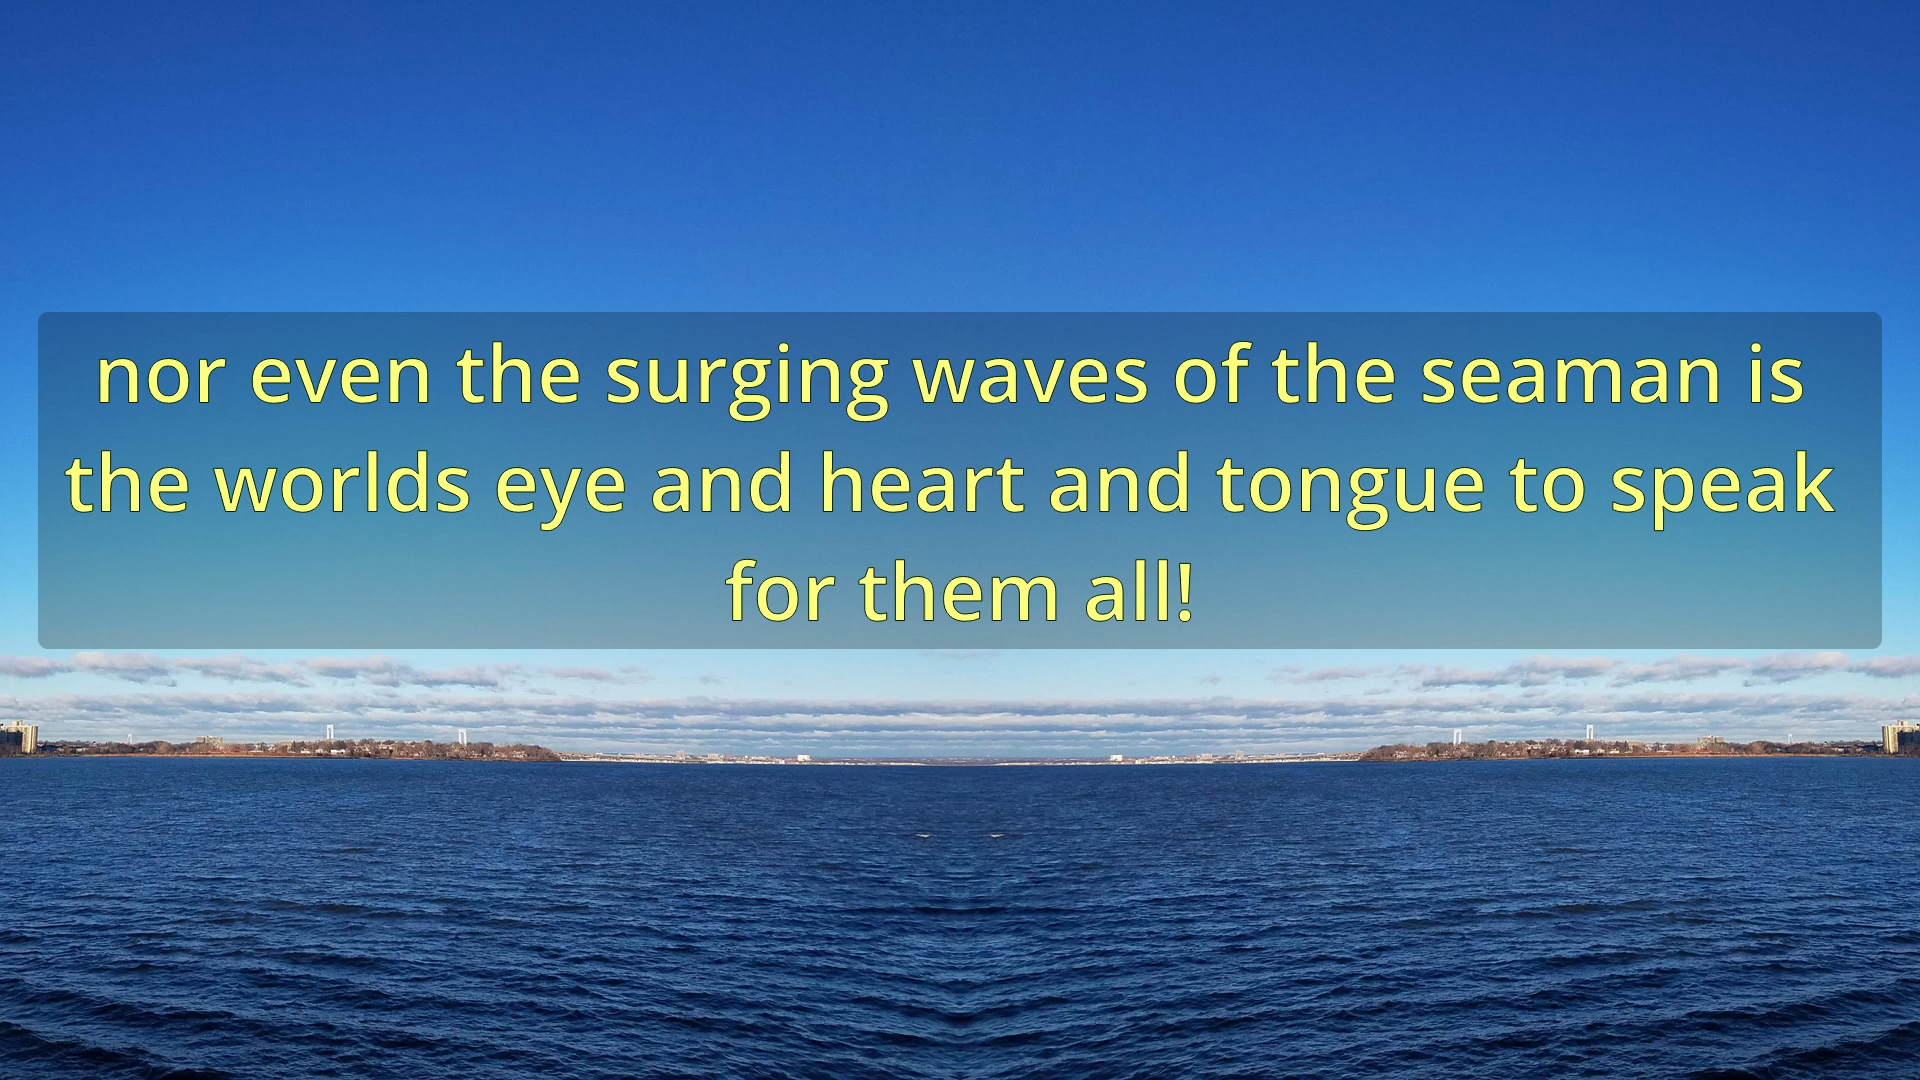 nor even the surging waves of the seaman is
the worlds eye and heart and tongue to speak
for them all!